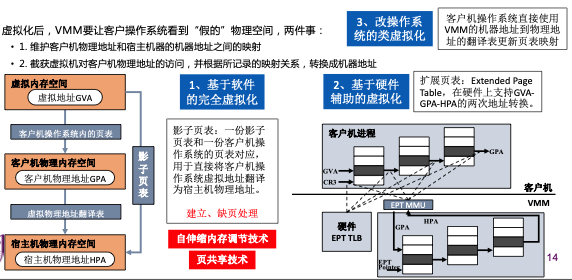 虚拟化后，VMM要让客户操作系统看到“假的”物理空间，两件事：
• 1. 维护客户机物理地址和宿主机器的机器地址之间的映射
• 2. 截获虚拟机对客户机物理地址的访问，并根据所记录的映射关系，转换成机器地址
3、改操作系
统的类虚拟化
客户机操作系统直接使用
VMM的机器地址到物理地
址的翻译表更新页表映射
虚拟内存空间
虚拟地址GVA
客户机操作系统内的页表
客户机物理内存空间
客户机物理地址GPA
虚拟物理地址翻译表
宿主机物理内存空间
宿主机物理地址HPA
影子页表
1、基于软件
的完全虚拟化
影子页表：一份影子
页表和一份客户机操
作系统的页表对应，
用于直接将客户机操
作系统虚拟地址翻译
为宿主机物理地址。
建立、缺页处理
自伸缩内存调节技术
页共享技术
2、基于硬件
辅助的虚拟化
扩展页表：Extended Page
Table，在硬件上支持GVA-
GPA-HPA的两次地址转换。
客户机进程
GVA
CR3
GPA
客户机
VMM
EPT MMU
硬件
EPT TLB
GPA
HPA
EPT
Pointer
14